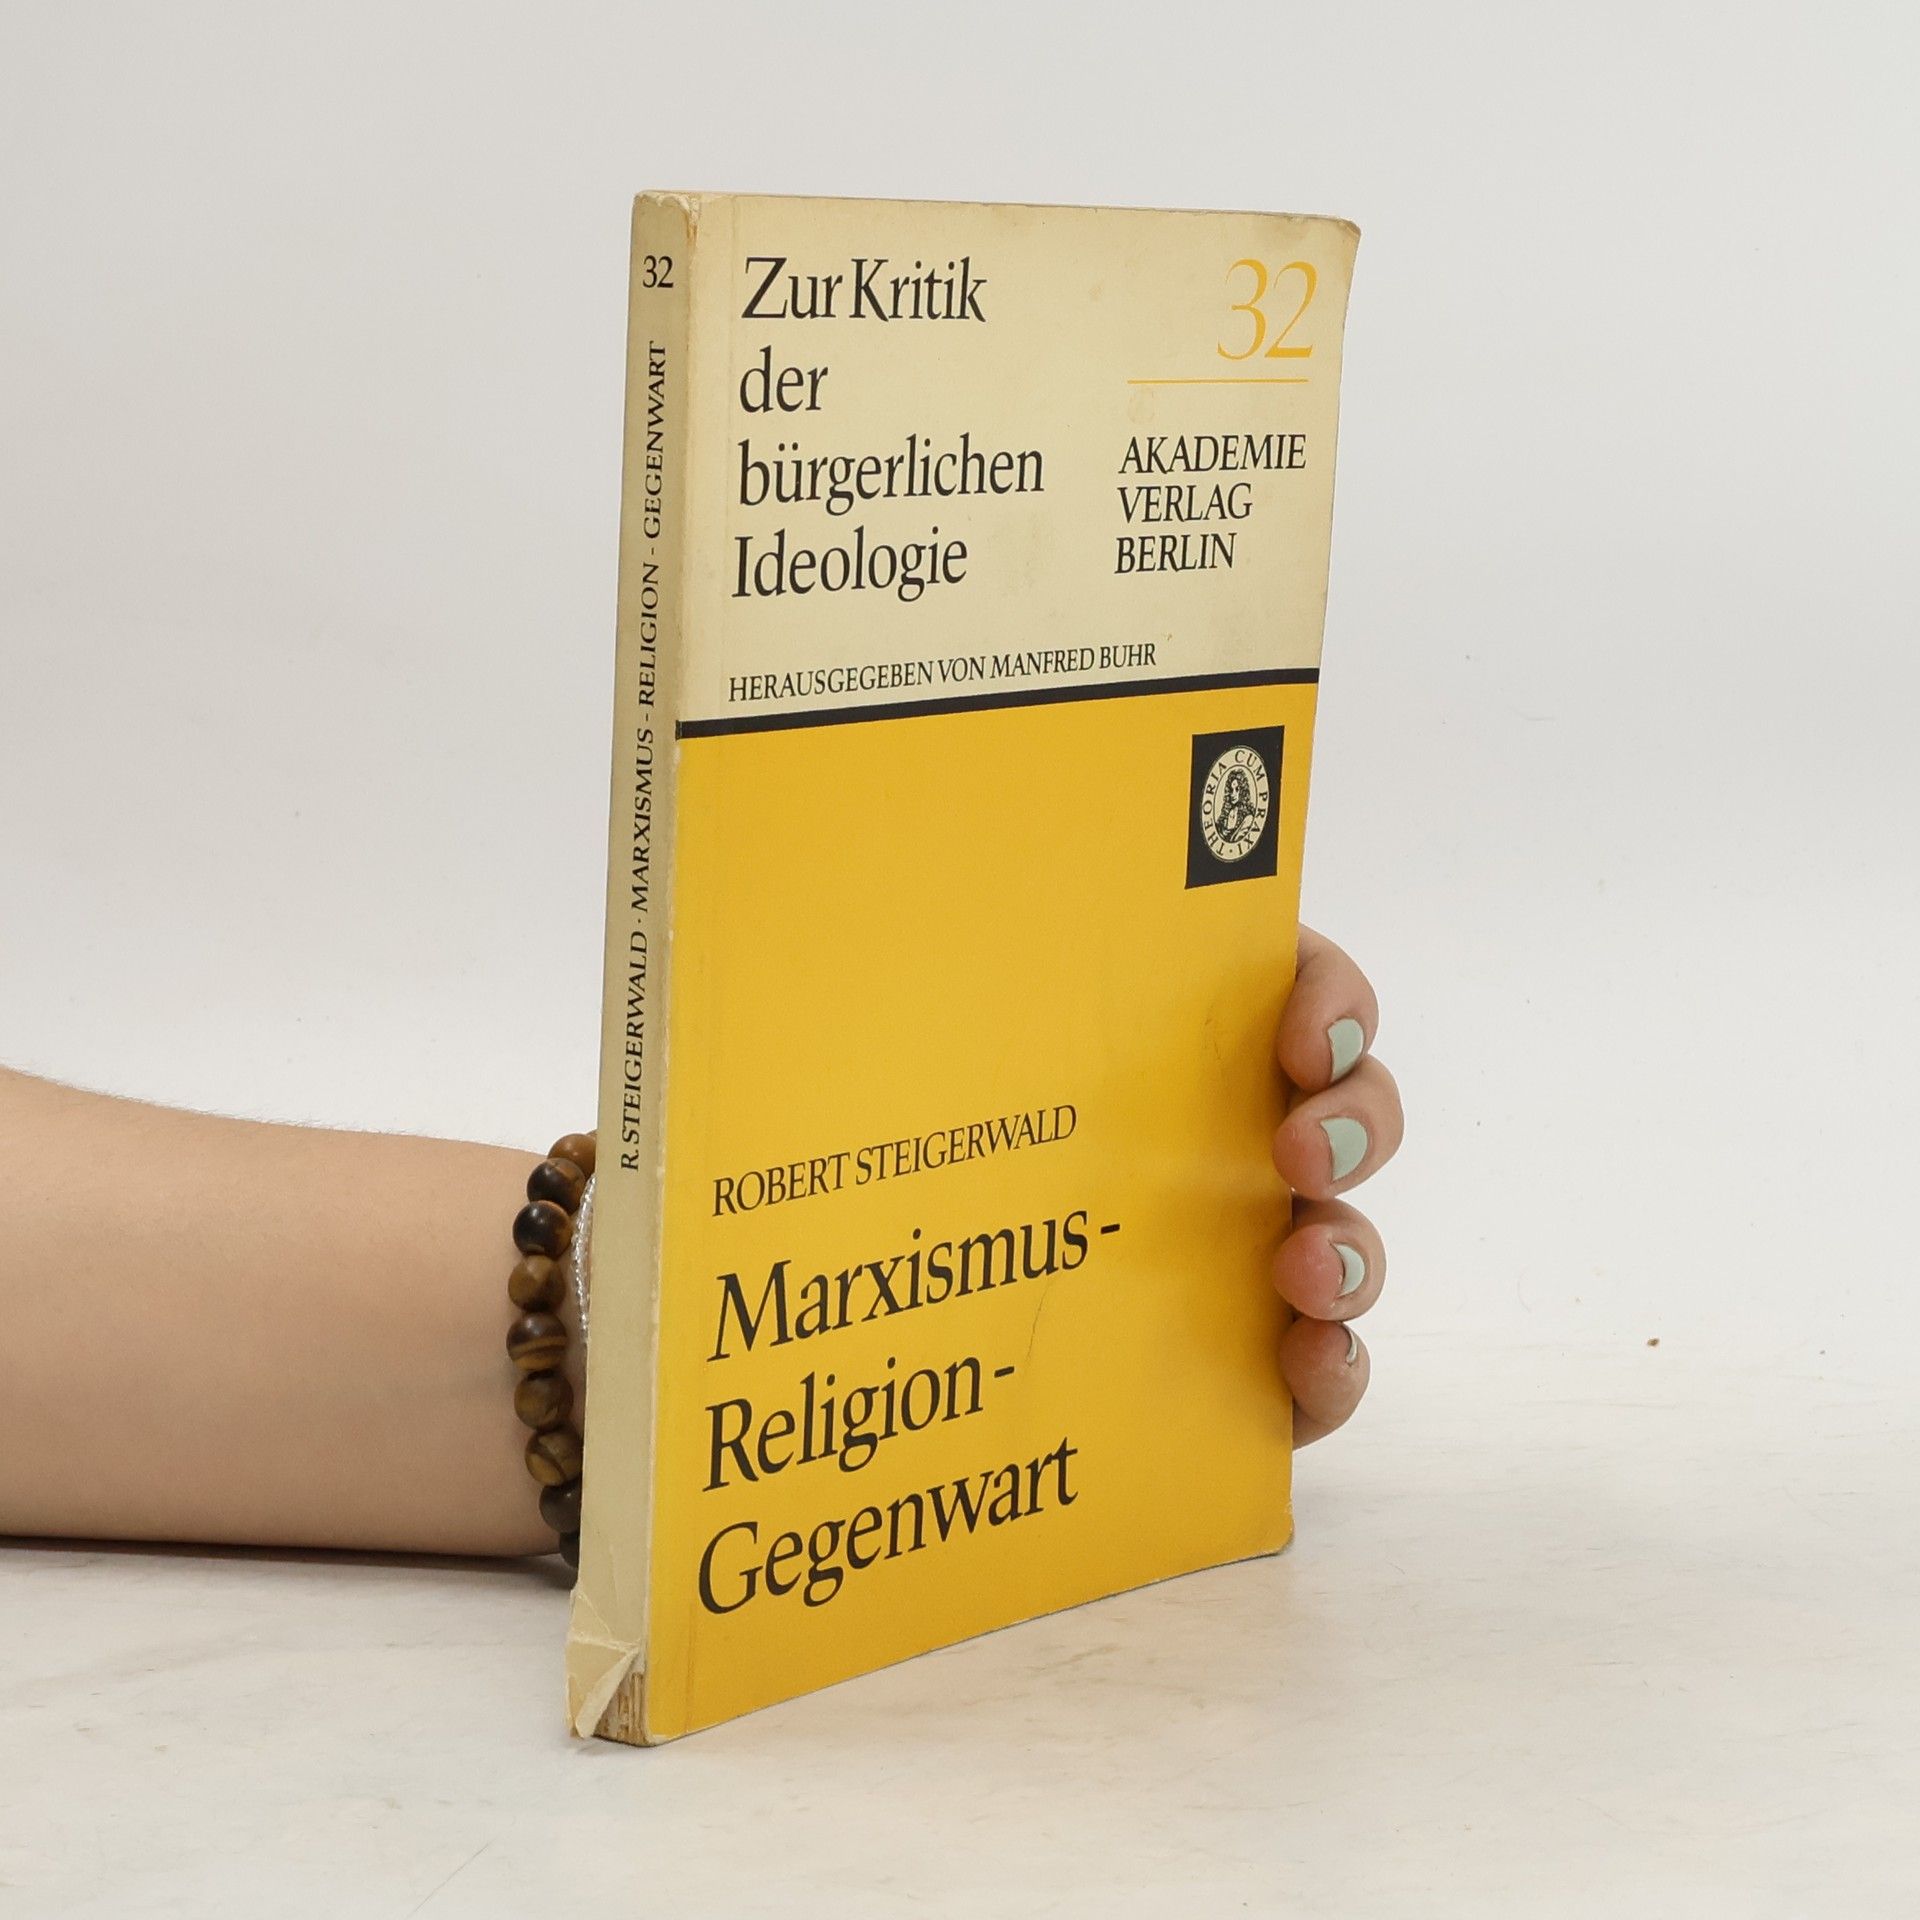 32
R. STEIGERWALD · MARXISMUS - RELIGION - GEGENWART
Zur Kritik
der
bürgerlichen
Ideologie
32
AKADEMIE
VERLAG
BERLIN
HERAUSGEGEBEN VON MANFRED BUHR
THEORIA CUM PRAXI
ROBERT STEIGERWALD
Marxismus-
Religion-
Gegenwart